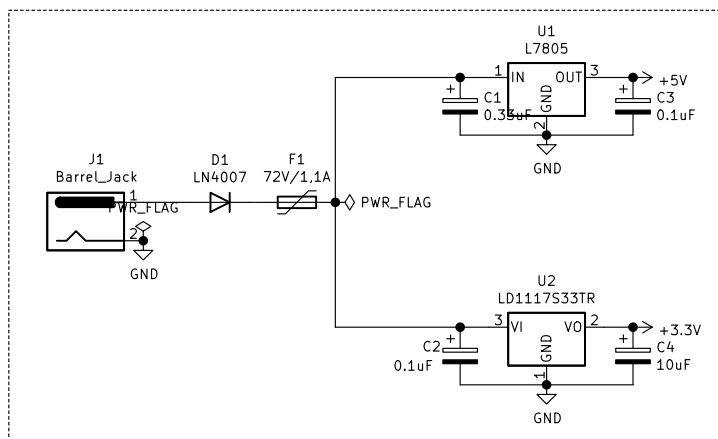 U1
L7805
1
IN
OUT
3
GND
2
+5V
+
C1
0.33uF
+
C3
0.1uF
GND
J1
Barrel_Jack
1
PWR_FLAG
2
GND
D1
LN4007
F1
72V/1,1A
PWR_FLAG
U2
LD1117S33TR
3
VI
VO
2
GND
1
+3.3V
+
C2
0.1uF
+
C4
10uF
GND